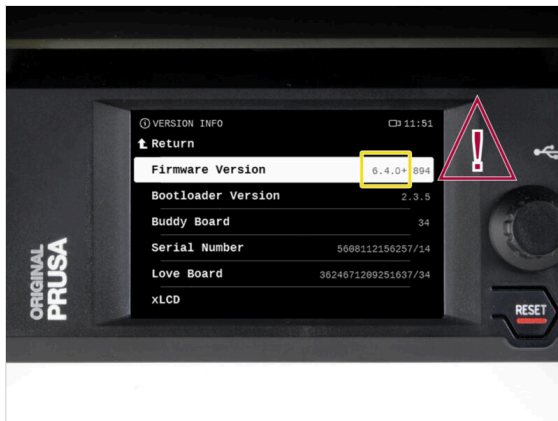 VERSION INFO 11:51
Return
Firmware Version 6.4.0+894
Bootloader Version 2.3.5
Buddy Board 34
Serial Number 5608112156257/14
Love Board 3624671209251637/34
xLCD
ORIGINAL
PRUSA
RESET
!